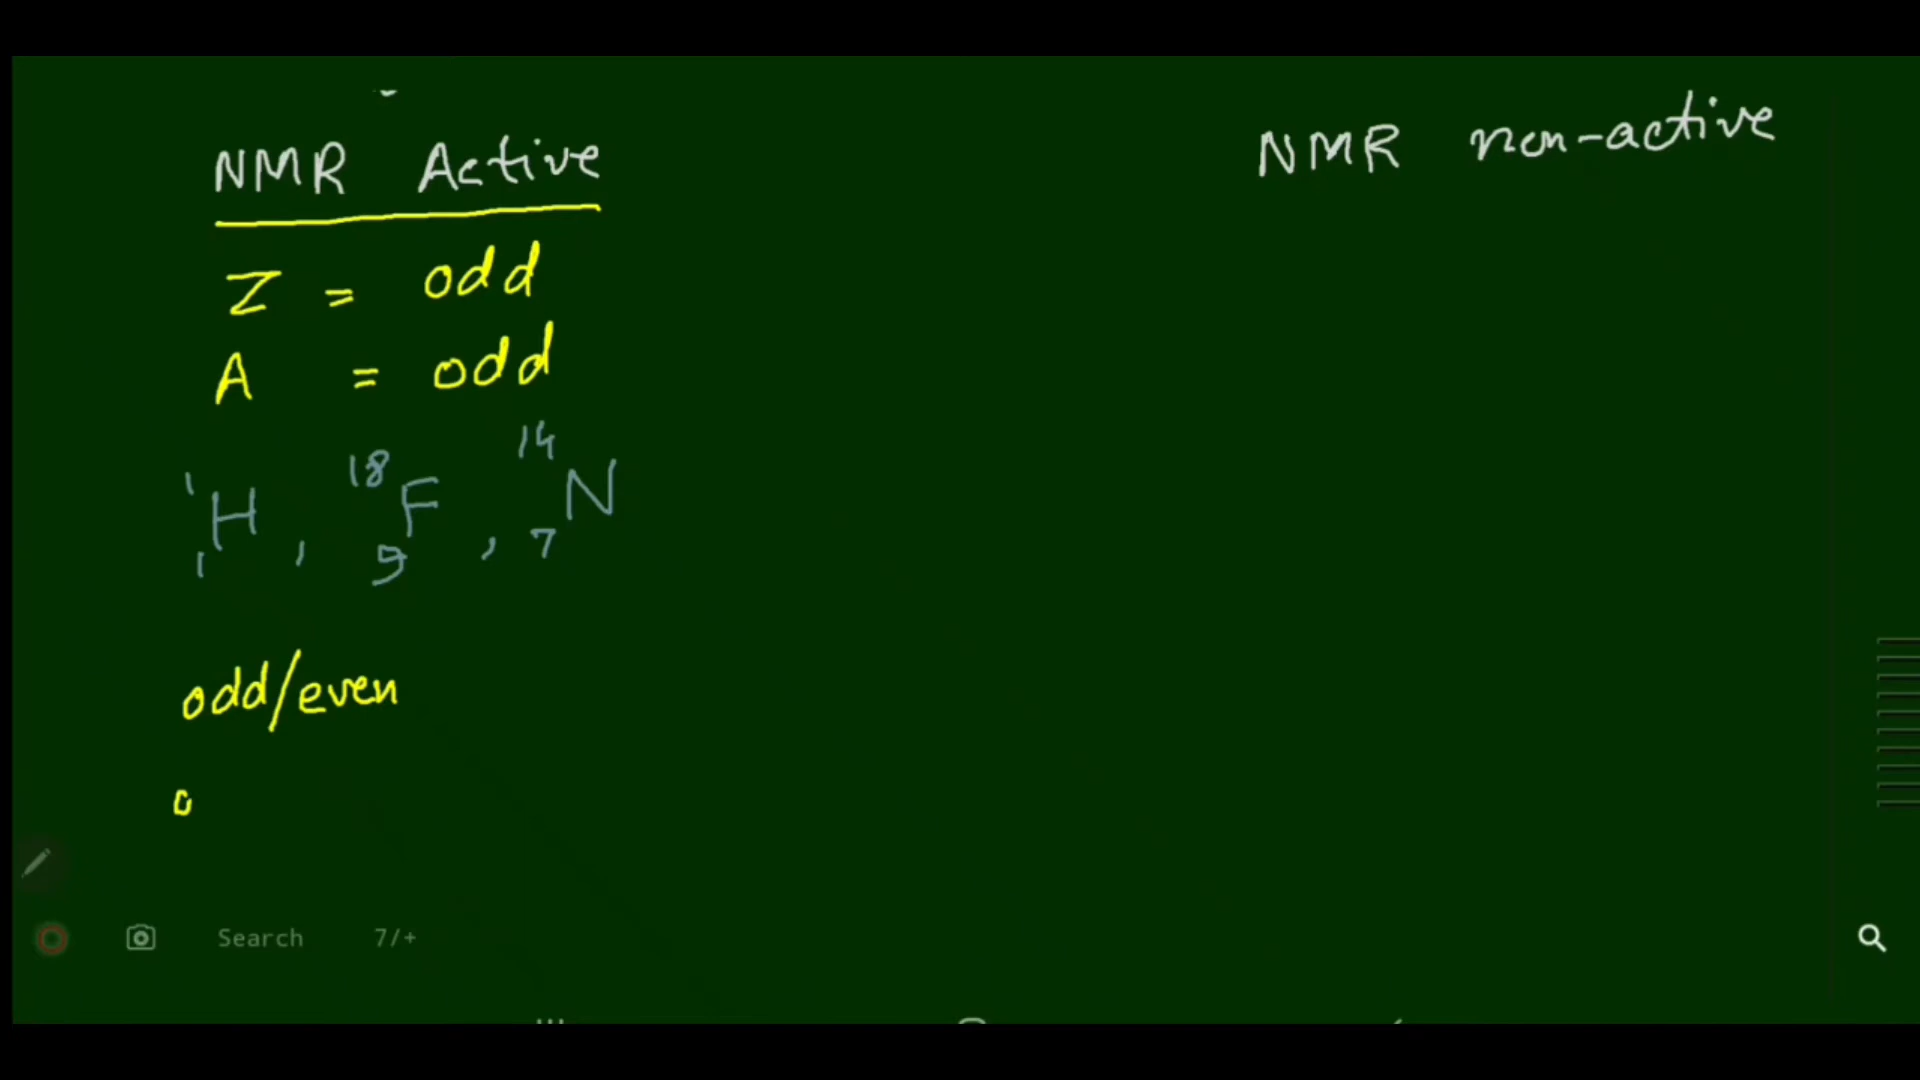 NMR Active
NMR non-active
Z = odd
A = odd
¹₁H, ¹⁸₉F, ¹⁴₇N
odd/even
o
Search 7/+